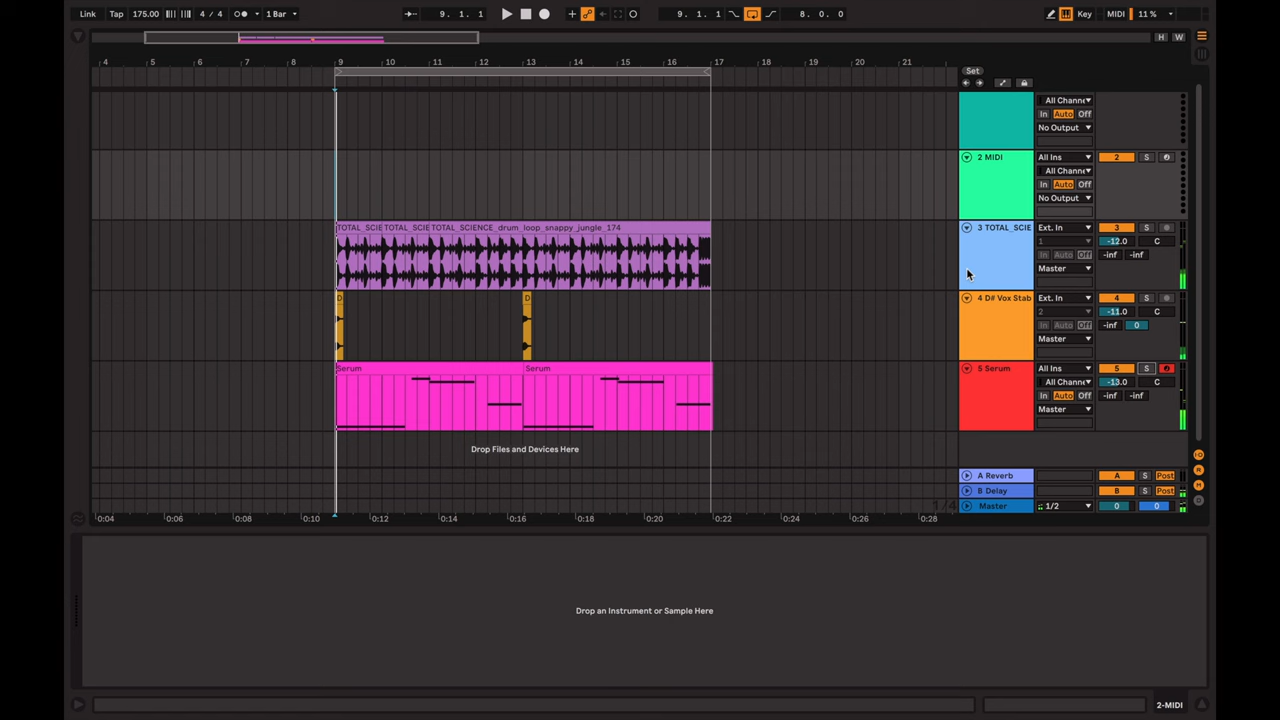 Link Tap 175.00 4 / 4 1 Bar 9. 1. 1 9. 1. 1 8. 0. 0 Key MIDI 11 %
H W
4 5 6 7 8 9 10 11 12 13 14 15 16 17 18 19 20 21
Set
All Channe
In Auto Off
No Output
2 MIDI All Ins 2 S
All Channe
In Auto Off
No Output
TOTAL_SCIE TOTAL_SCIE TOTAL_SCIENCE_drum_loop_snappy_jungle_174 3 TOTAL_SCIE Ext. In 3 S
1 -12.0 C
In Auto Off -inf -inf
Master
D D 4 D# Vox Stab Ext. In 4 S
2 -11.0 C
In Auto Off -inf 0
Master
Serum Serum 5 Serum All Ins 5 S
All Channe -13.0 C
In Auto Off -inf -inf
Master
Drop Files and Devices Here
A Reverb A S Post
B Delay B S Post
1/4 Master 1/2 0 0
0:04 0:06 0:08 0:10 0:12 0:14 0:16 0:18 0:20 0:22 0:24 0:26 0:28
Drop an Instrument or Sample Here
2-MIDI